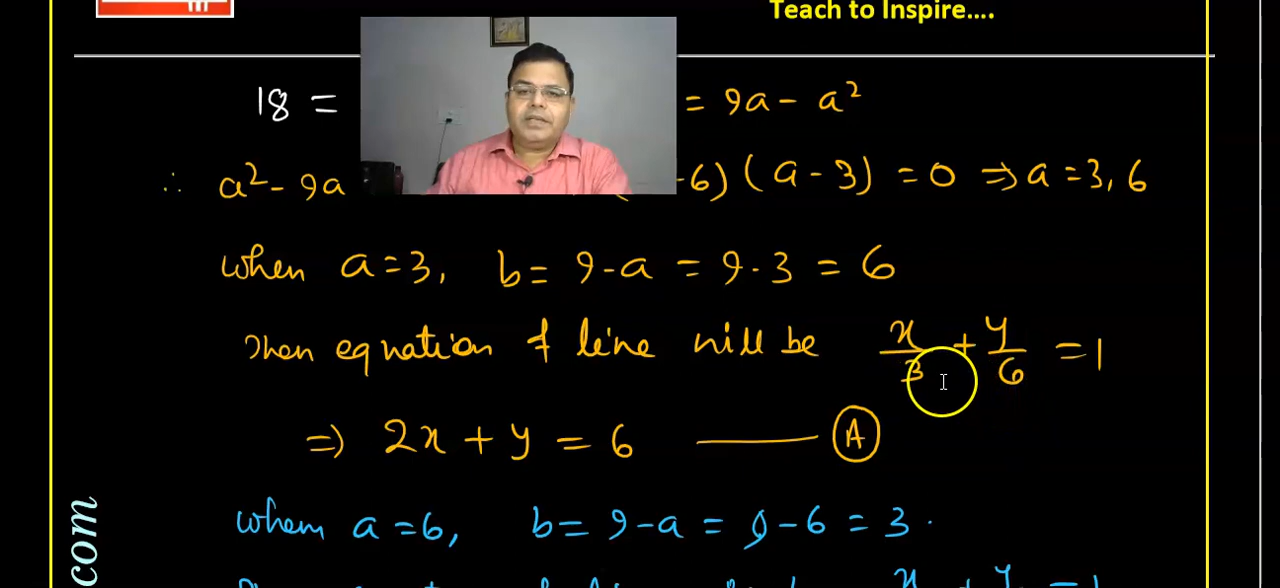 Teach to Inspire....
18 = = 9a - a²
∴ a² - 9a -6) (a - 3) = 0 ⇒ a = 3, 6
when a = 3, b = 9 - a = 9 - 3 = 6
Then equation of line will be x/3 + y/6 = 1
⇒ 2x + y = 6 ——— (A)
when a = 6, b = 9 - a = 9 - 6 = 3.
com